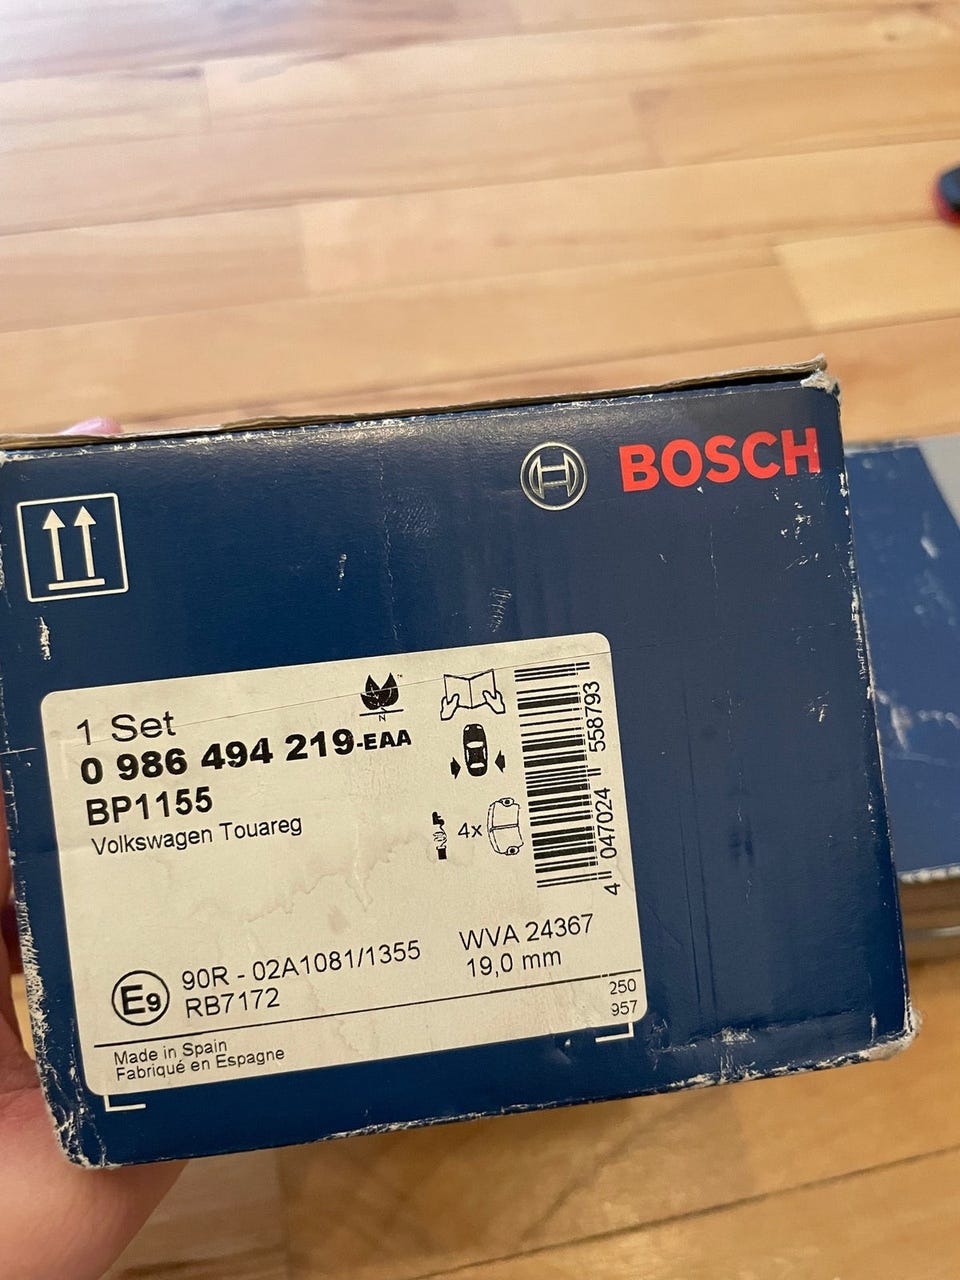 BOSCH
1 Set
0 986 494 219-EAA
BP1155
Volkswagen Touareg
N
4x
4 047024 558793
E9
90R - 02A1081/1355
RB7172
WVA 24367
19,0 mm
250
957
Made in Spain
Fabriqué en Espagne